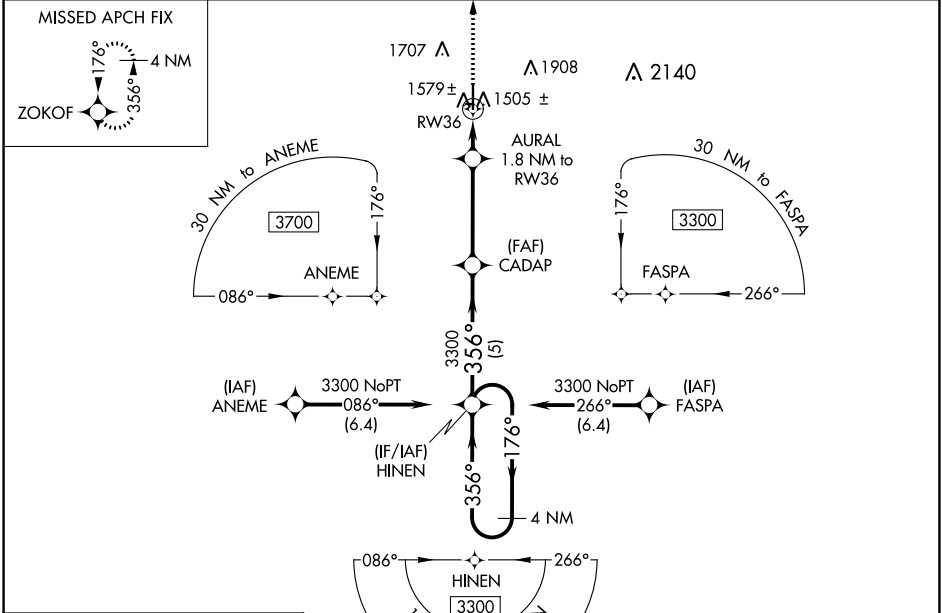 MISSED APCH FIX
176°
4 NM
356°
ZOKOF
1707
1908
2140
1579 ±
1505 ±
RW36
AURAL
1.8 NM to
RW36
30 NM to ANEME
3700
176°
ANEME
086°
30 NM to FASPA
3300
176°
FASPA
266°
(FAF)
CADAP
3300
356°
(5)
(IAF)
ANEME
3300 NoPT
086°
(6.4)
3300 NoPT
266°
(6.4)
(IAF)
FASPA
(IF/IAF)
HINEN
356°
176°
4 NM
086°
266°
HINEN
3300